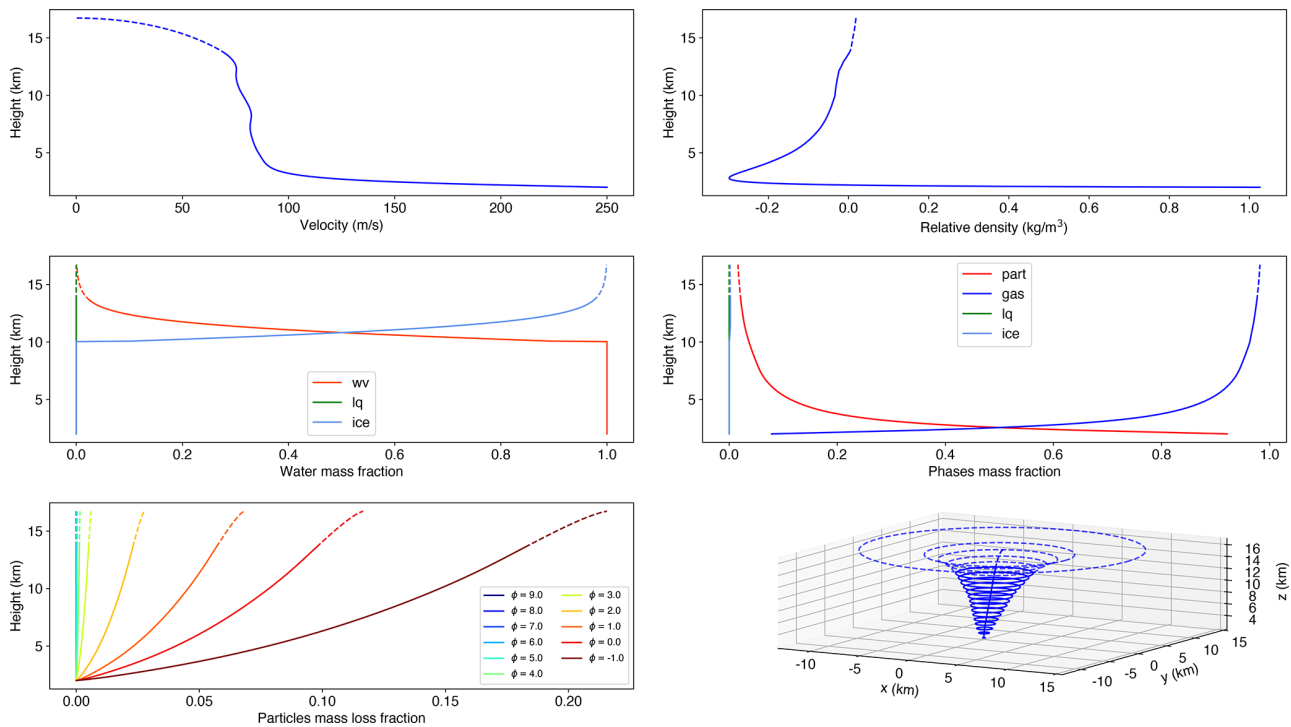 15
10
5
Height (km)
0 50 100 150 200 250
Velocity (m/s)
15
10
5
Height (km)
-0.2 0.0 0.2 0.4 0.6 0.8 1.0
Relative density (kg/m³)
15
10
5
Height (km)
wv
lq
ice
0.0 0.2 0.4 0.6 0.8 1.0
Water mass fraction
15
10
5
Height (km)
part
gas
lq
ice
0.0 0.2 0.4 0.6 0.8 1.0
Phases mass fraction
15
10
5
Height (km)
ϕ = 9.0 ϕ = 3.0
ϕ = 8.0 ϕ = 2.0
ϕ = 7.0 ϕ = 1.0
ϕ = 6.0 ϕ = 0.0
ϕ = 5.0 ϕ = -1.0
ϕ = 4.0
0.00 0.05 0.10 0.15 0.20
Particles mass loss fraction
16
14
12
10
8
6
4
z (km)
-10 -5 0 5 10 15
x (km)
-10 -5 0 5 10 15
y (km)